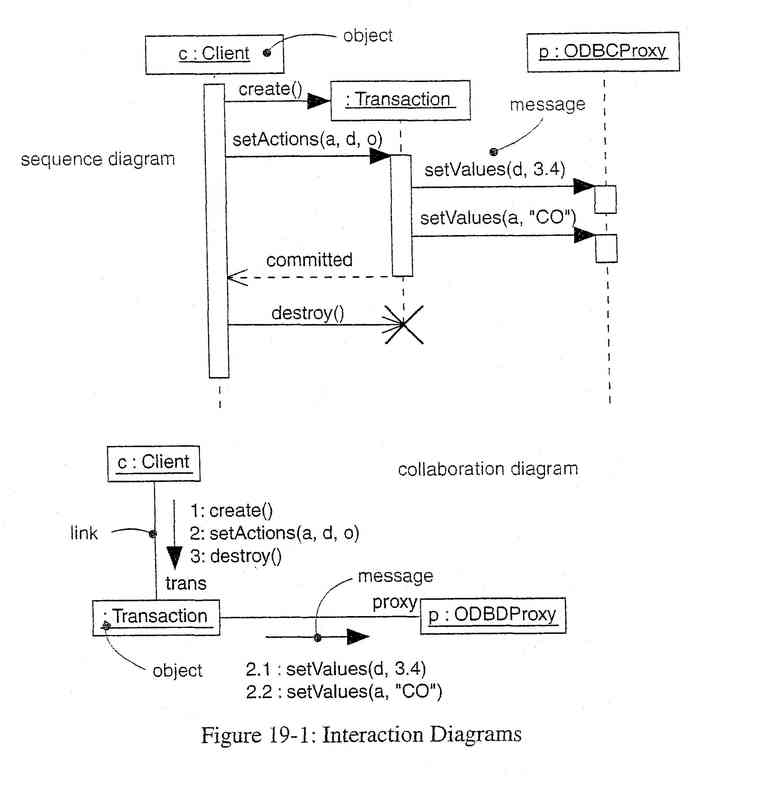 object
c : Client
p : ODBCProxy
create()
: Transaction
message
setActions(a, d, o)
sequence diagram
setValues(d, 3.4)
setValues(a, "CO")
committed
destroy()
c : Client
collaboration diagram
1: create()
link
2: setActions(a, d, o)
3: destroy()
trans
message
proxy
: Transaction
p : ODBDProxy
object
2.1 : setValues(d, 3.4)
2.2 : setValues(a, "CO")
Figure 19-1: Interaction Diagrams